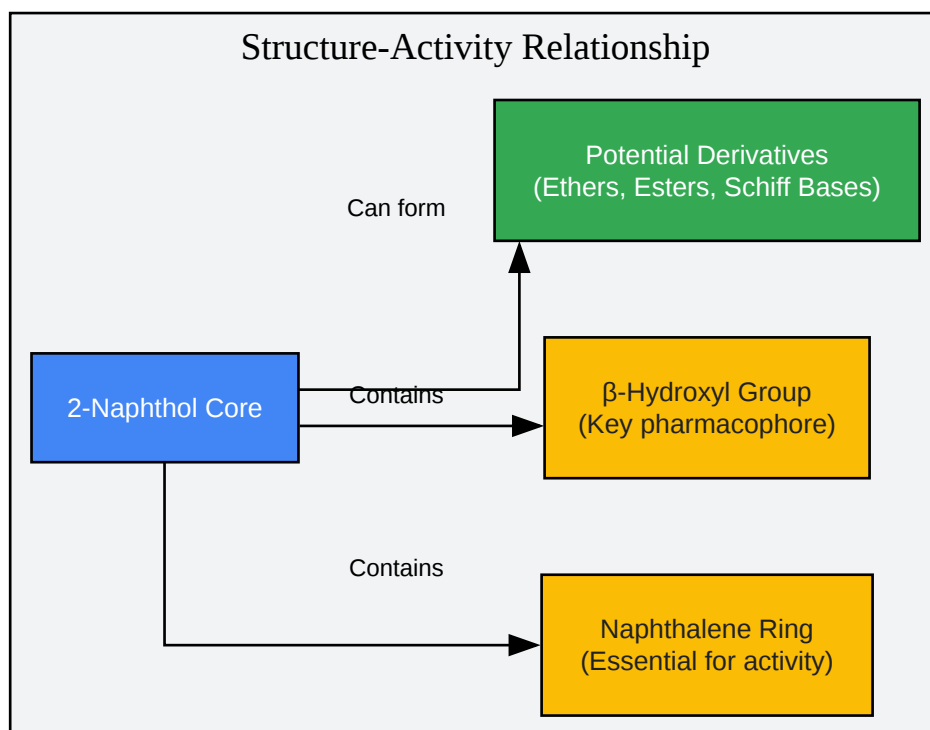 Structure-Activity Relationship
Potential Derivatives
(Ethers, Esters, Schiff Bases)
Can form
2-Naphthol Core
Contains
β-Hydroxyl Group
(Key pharmacophore)
Contains
Naphthalene Ring
(Essential for activity)